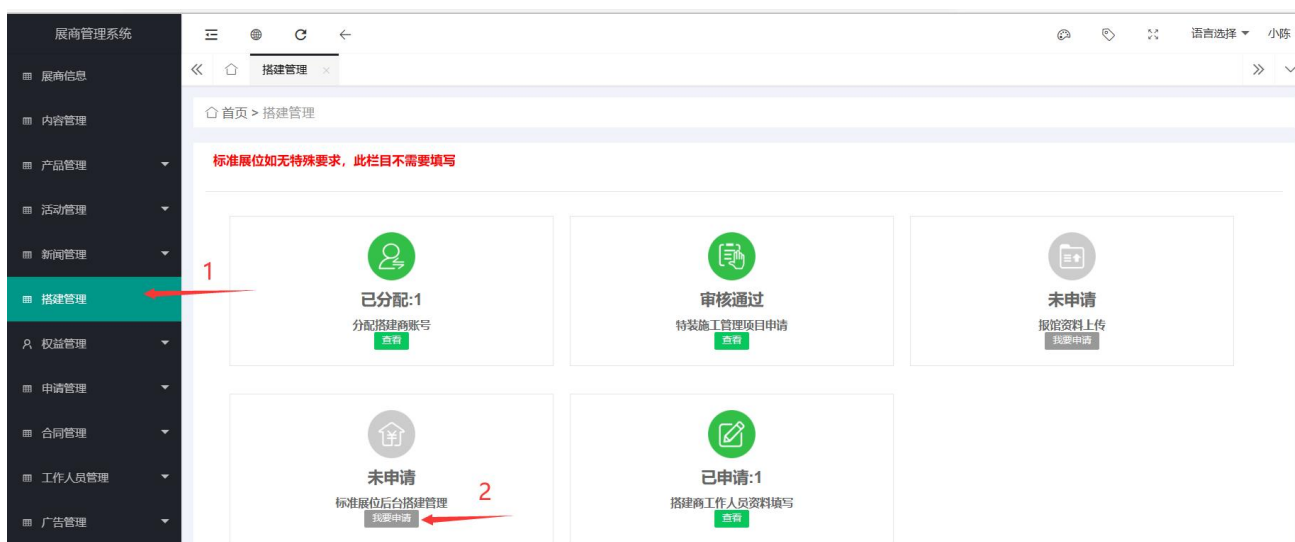 展商管理系统
语言选择
小陈
展商信息
搭建管理
内容管理
首页 > 搭建管理
产品管理
标准展位如无特殊要求，此栏目不需要填写
活动管理
新闻管理
1
搭建管理
已分配:1
审核通过
未申请
分配搭建商账号
特装施工管理项目申请
报馆资料上传
查看
查看
我要申请
权益管理
申请管理
合同管理
工作人员管理
未申请
已申请:1
标准展位后台搭建管理
2
搭建商工作人员资料填写
我要申请
查看
广告管理